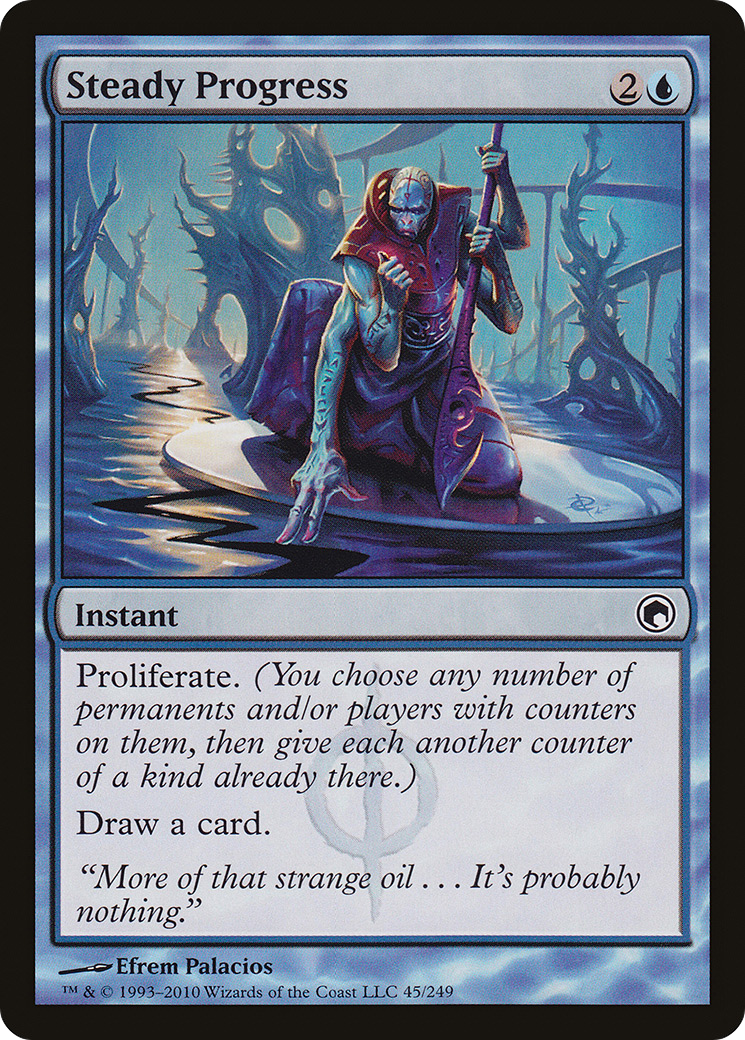 Steady Progress 2
Instant
Proliferate. (You choose any number of
permanents and/or players with counters
on them, then give each another counter
of a kind already there.)
Draw a card.
“More of that strange oil . . . It’s probably
nothing.”
Efrem Palacios
™ & © 1993–2010 Wizards of the Coast LLC 45/249